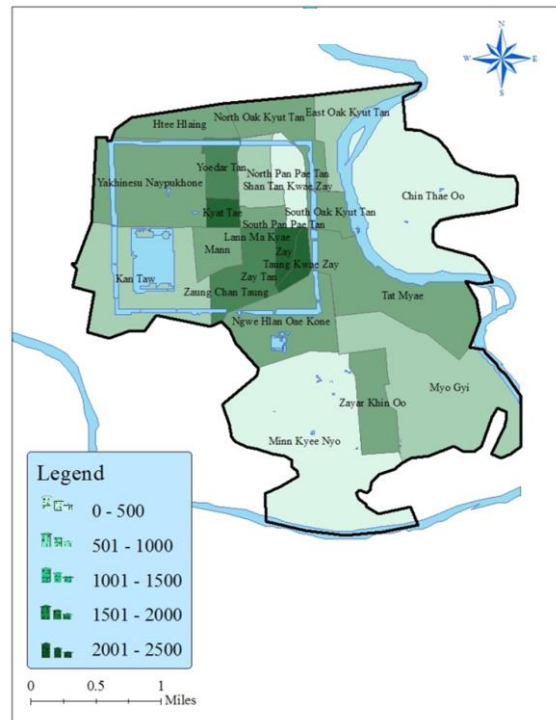 N
W E
S
North Oak Kyut Tan
East Oak Kyut Tan
Htee Hlaing
Yoedar Tan
North Pan Pae Tan
Yakhinesu Naypukhone
Shan Tan Kwae Zay
Chin Thae Oo
Kyat Tae
South Oak Kyut Tan
South Pan Pae Tan
Lann Ma Kyae
Mann
Zay
Taung Kwae Zay
Kan Taw
Zay Tan
Zaung Chan Taung
Tat Myae
Ngwe Hlan Oae Kone
Myo Gyi
Zayar Khin Oo
Minn Kyee Nyo
Legend
0 - 500
501 - 1000
1001 - 1500
1501 - 2000
2001 - 2500
0 0.5 1
Miles